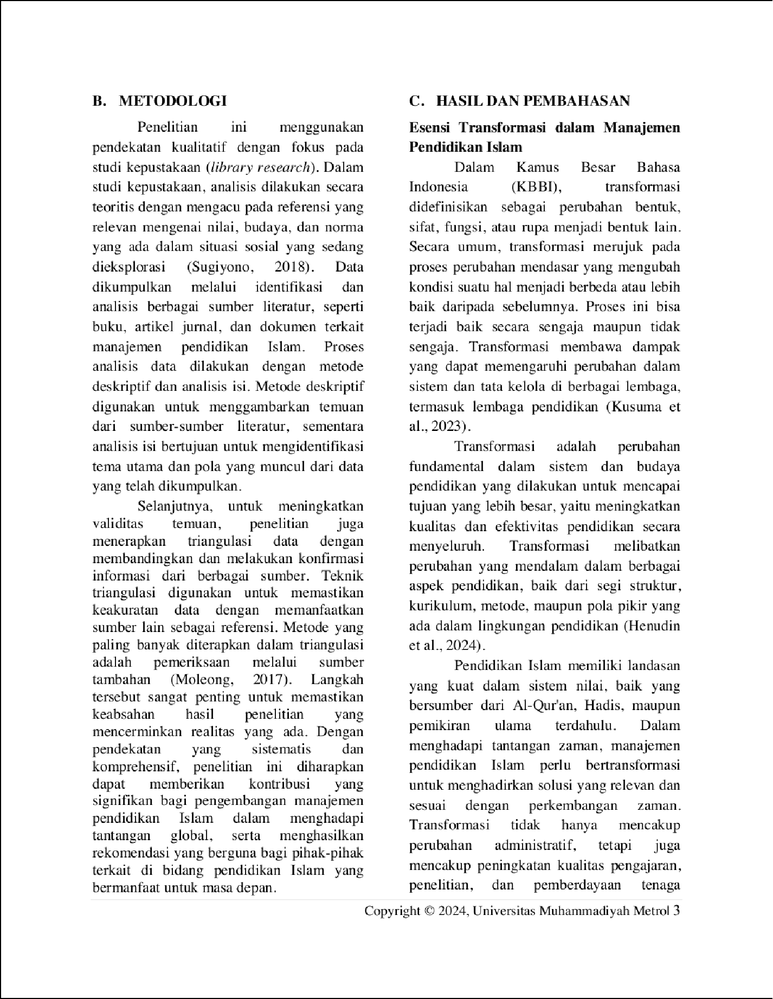 B. METODOLOGI
Penelitian ini menggunakan
pendekatan kualitatif dengan fokus pada
studi kepustakaan (library research). Dalam
studi kepustakaan, analisis dilakukan secara
teoritis dengan mengacu pada referensi yang
relevan mengenai nilai, budaya, dan norma
yang ada dalam situasi sosial yang sedang
dieksplorasi (Sugiyono, 2018). Data
dikumpulkan melalui identifikasi dan
analisis berbagai sumber literatur, seperti
buku, artikel jurnal, dan dokumen terkait
manajemen pendidikan Islam. Proses
analisis data dilakukan dengan metode
deskriptif dan analisis isi. Metode deskriptif
digunakan untuk menggambarkan temuan
dari sumber-sumber literatur, sementara
analisis isi bertujuan untuk mengidentifikasi
tema utama dan pola yang muncul dari data
yang telah dikumpulkan.
Selanjutnya, untuk meningkatkan
validitas temuan, penelitian juga
menerapkan triangulasi data dengan
membandingkan dan melakukan konfirmasi
informasi dari berbagai sumber. Teknik
triangulasi digunakan untuk memastikan
keakuratan data dengan memanfaatkan
sumber lain sebagai referensi. Metode yang
paling banyak diterapkan dalam triangulasi
adalah pemeriksaan melalui sumber
tambahan (Moleong, 2017). Langkah
tersebut sangat penting untuk memastikan
keabsahan hasil penelitian yang
mencerminkan realitas yang ada. Dengan
pendekatan yang sistematis dan
komprehensif, penelitian ini diharapkan
dapat memberikan kontribusi yang
signifikan bagi pengembangan manajemen
pendidikan Islam dalam menghadapi
tantangan global, serta menghasilkan
rekomendasi yang berguna bagi pihak-pihak
terkait di bidang pendidikan Islam yang
bermanfaat untuk masa depan.
C. HASIL DAN PEMBAHASAN
Esensi Transformasi dalam Manajemen
Pendidikan Islam
Dalam Kamus Besar Bahasa
Indonesia (KBBI), transformasi
didefinisikan sebagai perubahan bentuk,
sifat, fungsi, atau rupa menjadi bentuk lain.
Secara umum, transformasi merujuk pada
proses perubahan mendasar yang mengubah
kondisi suatu hal menjadi berbeda atau lebih
baik daripada sebelumnya. Proses ini bisa
terjadi baik secara sengaja maupun tidak
sengaja. Transformasi membawa dampak
yang dapat memengaruhi perubahan dalam
sistem dan tata kelola di berbagai lembaga,
termasuk lembaga pendidikan (Kusuma et
al., 2023).
Transformasi adalah perubahan
fundamental dalam sistem dan budaya
pendidikan yang dilakukan untuk mencapai
tujuan yang lebih besar, yaitu meningkatkan
kualitas dan efektivitas pendidikan secara
menyeluruh. Transformasi melibatkan
perubahan yang mendalam dalam berbagai
aspek pendidikan, baik dari segi struktur,
kurikulum, metode, maupun pola pikir yang
ada dalam lingkungan pendidikan (Henudin
et al., 2024).
Pendidikan Islam memiliki landasan
yang kuat dalam sistem nilai, baik yang
bersumber dari Al-Qur'an, Hadis, maupun
pemikiran ulama terdahulu. Dalam
menghadapi tantangan zaman, manajemen
pendidikan Islam perlu bertransformasi
untuk menghadirkan solusi yang relevan dan
sesuai dengan perkembangan zaman.
Transformasi tidak hanya mencakup
perubahan administratif, tetapi juga
mencakup peningkatan kualitas pengajaran,
penelitian, dan pemberdayaan tenaga
Copyright © 2024, Universitas Muhammadiyah Metro| 3